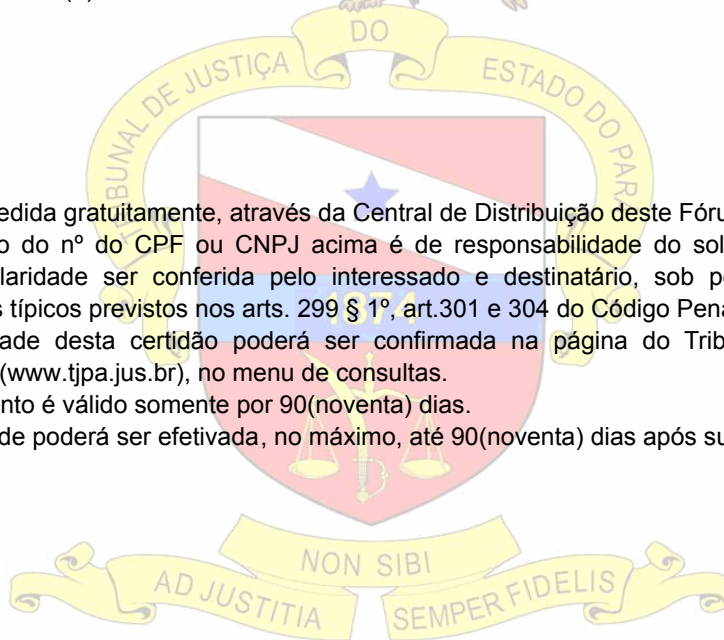 DO
TRIBUNAL DE JUSTIÇA
ESTADO DO PARÁ
edida gratuitamente, através da Central de Distribuição deste Fóru
o do nº do CPF ou CNPJ acima é de responsabilidade do sol
laridade ser conferida pelo interessado e destinatário, sob p
s típicos previstos nos arts. 299 § 1º, art.301 e 304 do Código Pena
1874
ade desta certidão poderá ser confirmada na página do Trib
(www.tjpa.jus.br), no menu de consultas.
nto é válido somente por 90(noventa) dias.
de poderá ser efetivada, no máximo, até 90(noventa) dias após su
NON SIBI
AD JUSTITIA
SEMPER FIDELIS